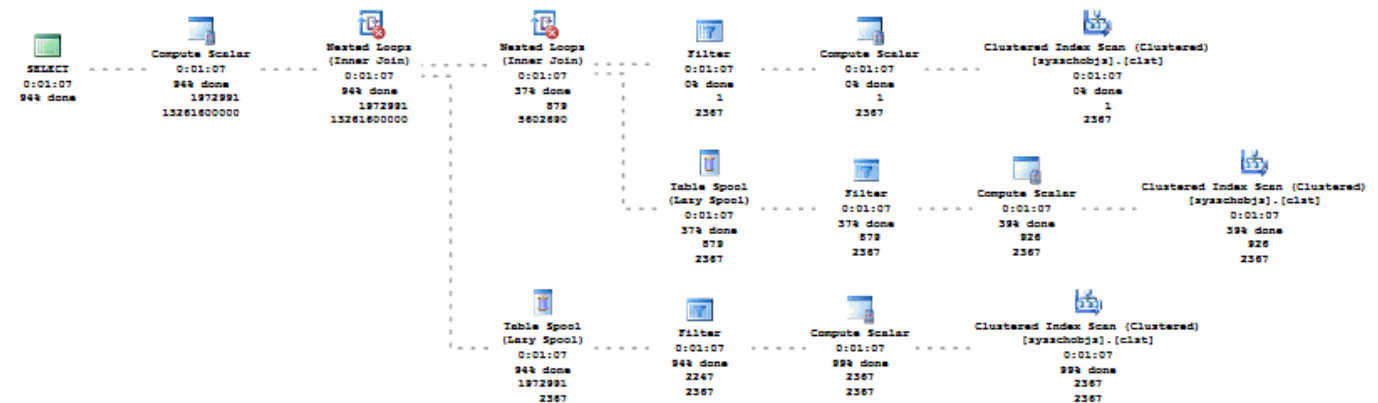 SELECT
0:01:07
94% done
Compute Scalar
0:01:07
94% done
1972991
13261600000
Nested Loops
(Inner Join)
0:01:07
94% done
1972991
13261600000
Nested Loops
(Inner Join)
0:01:07
37% done
879
5602690
Filter
0:01:07
0% done
1
2367
Compute Scalar
0:01:07
0% done
1
2367
Clustered Index Scan (Clustered)
[sysschobjs].[clst]
0:01:07
0% done
1
2367
Table Spool
(Lazy Spool)
0:01:07
37% done
879
2367
Filter
0:01:07
37% done
879
2367
Compute Scalar
0:01:07
39% done
926
2367
Clustered Index Scan (Clustered)
[sysschobjs].[clst]
0:01:07
39% done
926
2367
Table Spool
(Lazy Spool)
0:01:07
94% done
1972991
2367
Filter
0:01:07
94% done
2247
2367
Compute Scalar
0:01:07
99% done
2367
2367
Clustered Index Scan (Clustered)
[sysschobjs].[clst]
0:01:07
99% done
2367
2367